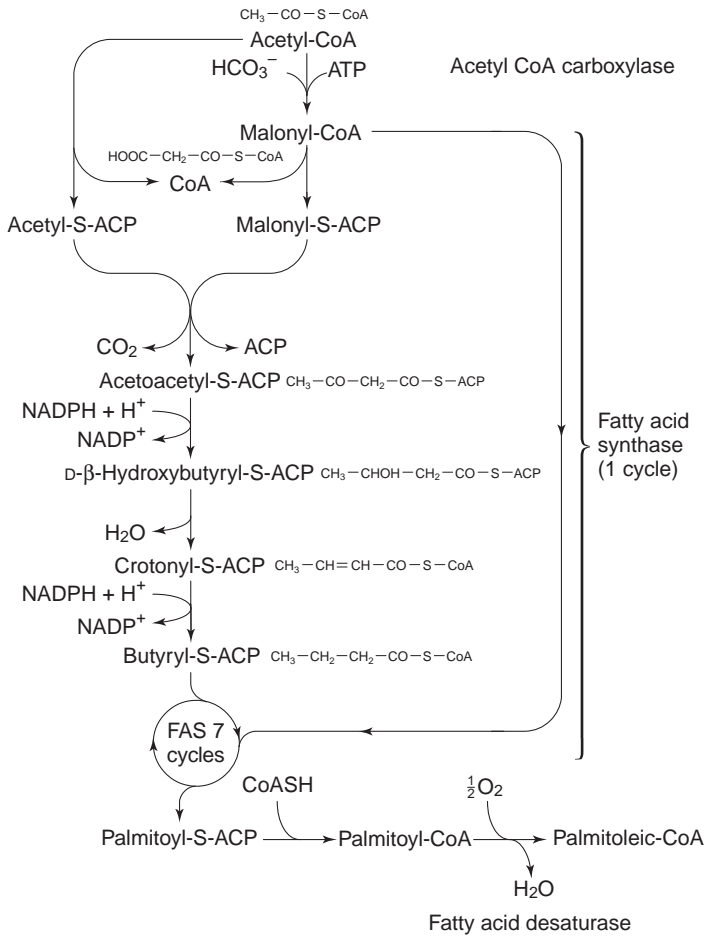 CH₃−CO−S−CoA
Acetyl-CoA
HCO₃⁻ ATP
Acetyl CoA carboxylase
Malonyl-CoA
HOOC−CH₂−CO−S−CoA
CoA
Acetyl-S-ACP Malonyl-S-ACP
CO₂ ACP
Acetoacetyl-S-ACP CH₃−CO−CH₂−CO−S−ACP
NADPH + H⁺
NADP⁺
Fatty acid
synthase
(1 cycle)
D-β-Hydroxybutyryl-S-ACP CH₃−CHOH−CH₂−CO−S−ACP
H₂O
Crotonyl-S-ACP CH₃−CH=CH−CO−S−CoA
NADPH + H⁺
NADP⁺
Butyryl-S-ACP CH₃−CH₂−CH₂−CO−S−CoA
FAS 7
cycles
CoASH ½O₂
Palmitoyl-S-ACP Palmitoyl-CoA Palmitoleic-CoA
H₂O
Fatty acid desaturase